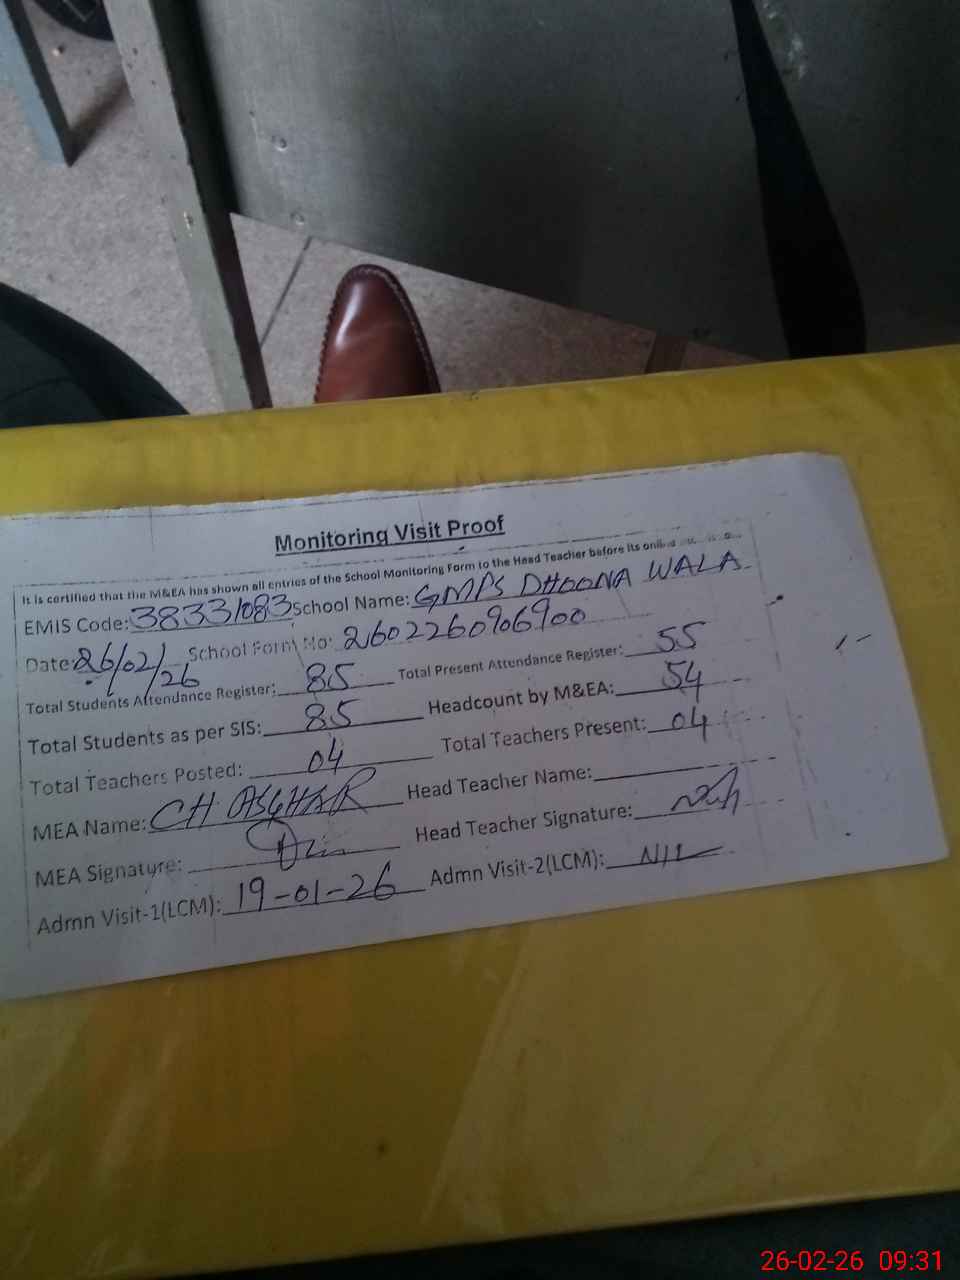 Monitoring Visit Proof
It is certified that the M&EA has shown all entries of the School Monitoring Form to the Head Teacher before its
EMIS Code: 38331083 School Name: GMPS DHOONA WALA
Date: 26/02/26 School Form No: 2602260906900
Total Students Attendance Register: 85 Total Present Attendance Register: 55
Total Students as per SIS: 85 Headcount by M&EA: 54
Total Teachers Posted: 04 Total Teachers Present: 04
MEA Name: CH ASGHAR Head Teacher Name:
MEA Signature: Head Teacher Signature:
Admn Visit-1(LCM): 19-01-26 Admn Visit-2(LCM): NIL
26-02-26 09:31